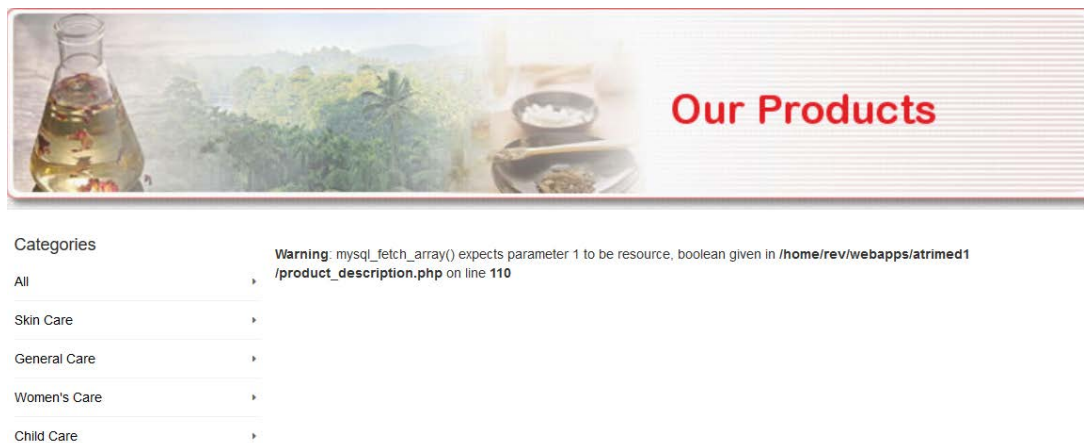 Our Products
Categories
All
Skin Care
General Care
Women's Care
Child Care
Warning: mysql_fetch_array() expects parameter 1 to be resource, boolean given in /home/rev/webapps/atrimed1
/product_description.php on line 110